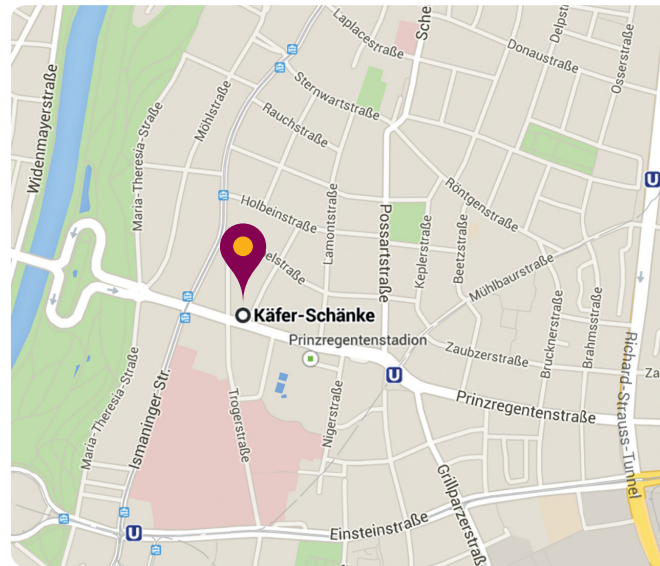 Laplacestraße
Sche
Delpst
Donaustraße
Osserstraße
Widenmayerstraße
Sternwartstraße
Möhlstraße
Rauchstraße
Maria-Theresia-Straße
U
Röntgenstraße
Holbeinstraße
Lamontstraße
Possartstraße
Keplerstraße
Beetzstraße
elstraße
Mühlbaurstraße
Käfer-Schänke
Prinzregentenstadion
Zaubzerstraße
Brucknerstraße
Brahmsstraße
Za
Richard-Strauss-Tunnel
U
Maria-Theresia-Straße
Ismaninger-Str.
Trogerstraße
Nigerstraße
Prinzregentenstraße
Grillparzerstraße
Einsteinstraße
U